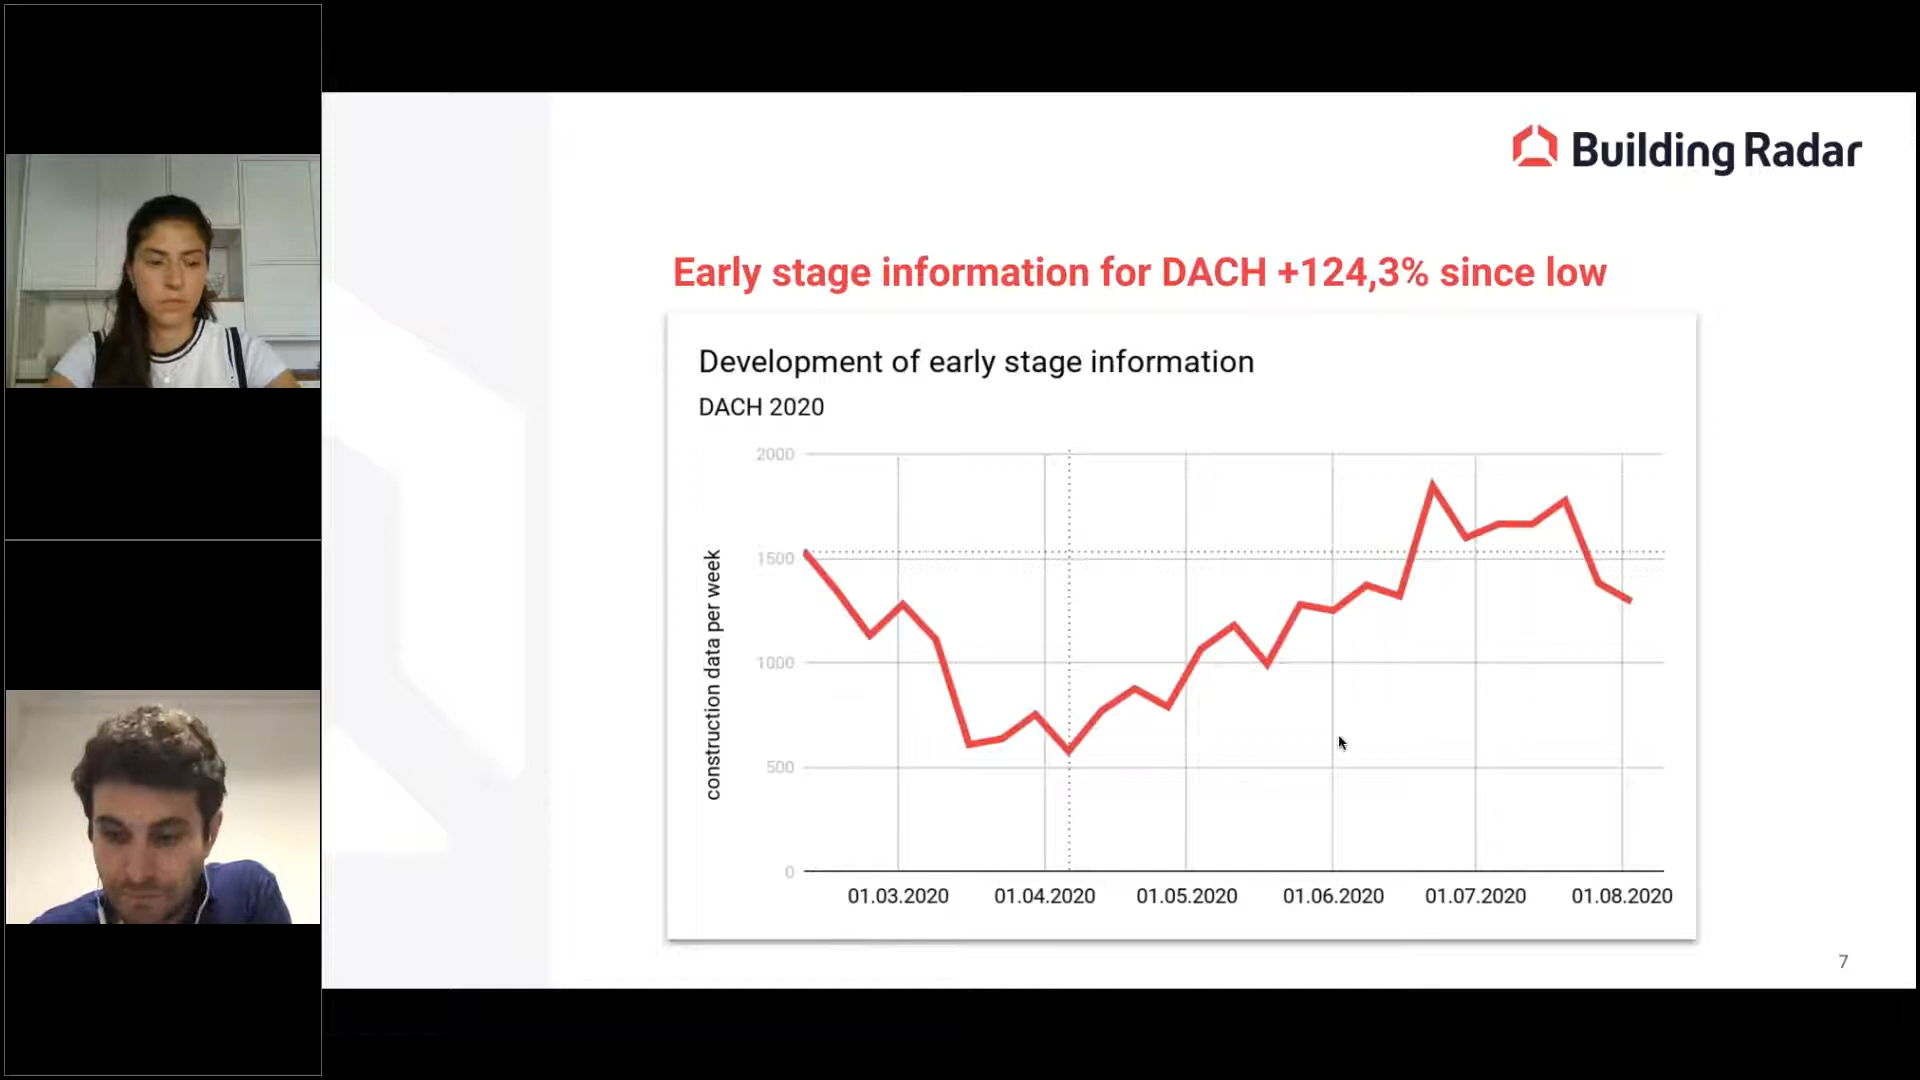 Building Radar
Early stage information for DACH +124,3% since low
Development of early stage information
DACH 2020
construction data per week
2000
1500
1000
500
0
01.03.2020 01.04.2020 01.05.2020 01.06.2020 01.07.2020 01.08.2020
7